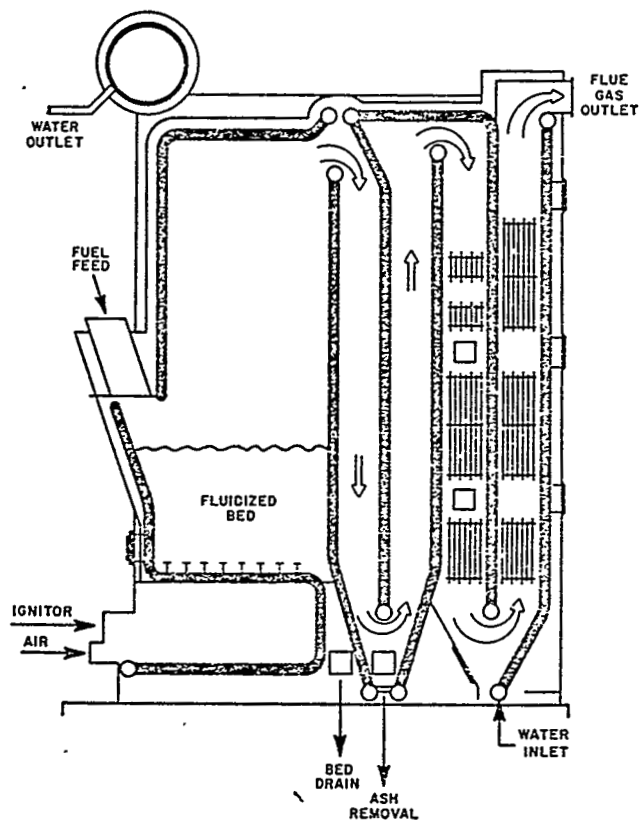 FLUE
GAS
OUTLET
WATER
OUTLET
FUEL
FEED
FLUIDIZED
BED
IGNITOR
AIR
WATER
INLET
BED
DRAIN
ASH
REMOVAL